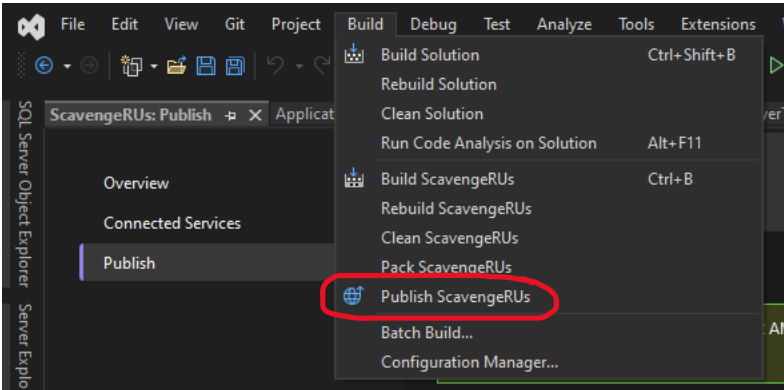 File Edit View Git Project Build Debug Test Analyze Tools Extensions
Build Solution Ctrl+Shift+B
Rebuild Solution
Clean Solution
Run Code Analysis on Solution Alt+F11
Build ScavengeRUs Ctrl+B
Rebuild ScavengeRUs
Clean ScavengeRUs
Pack ScavengeRUs
Publish ScavengeRUs
Batch Build...
Configuration Manager...
ScavengeRUs: Publish
Overview
Connected Services
Publish
SQL Server Object Explorer
Server